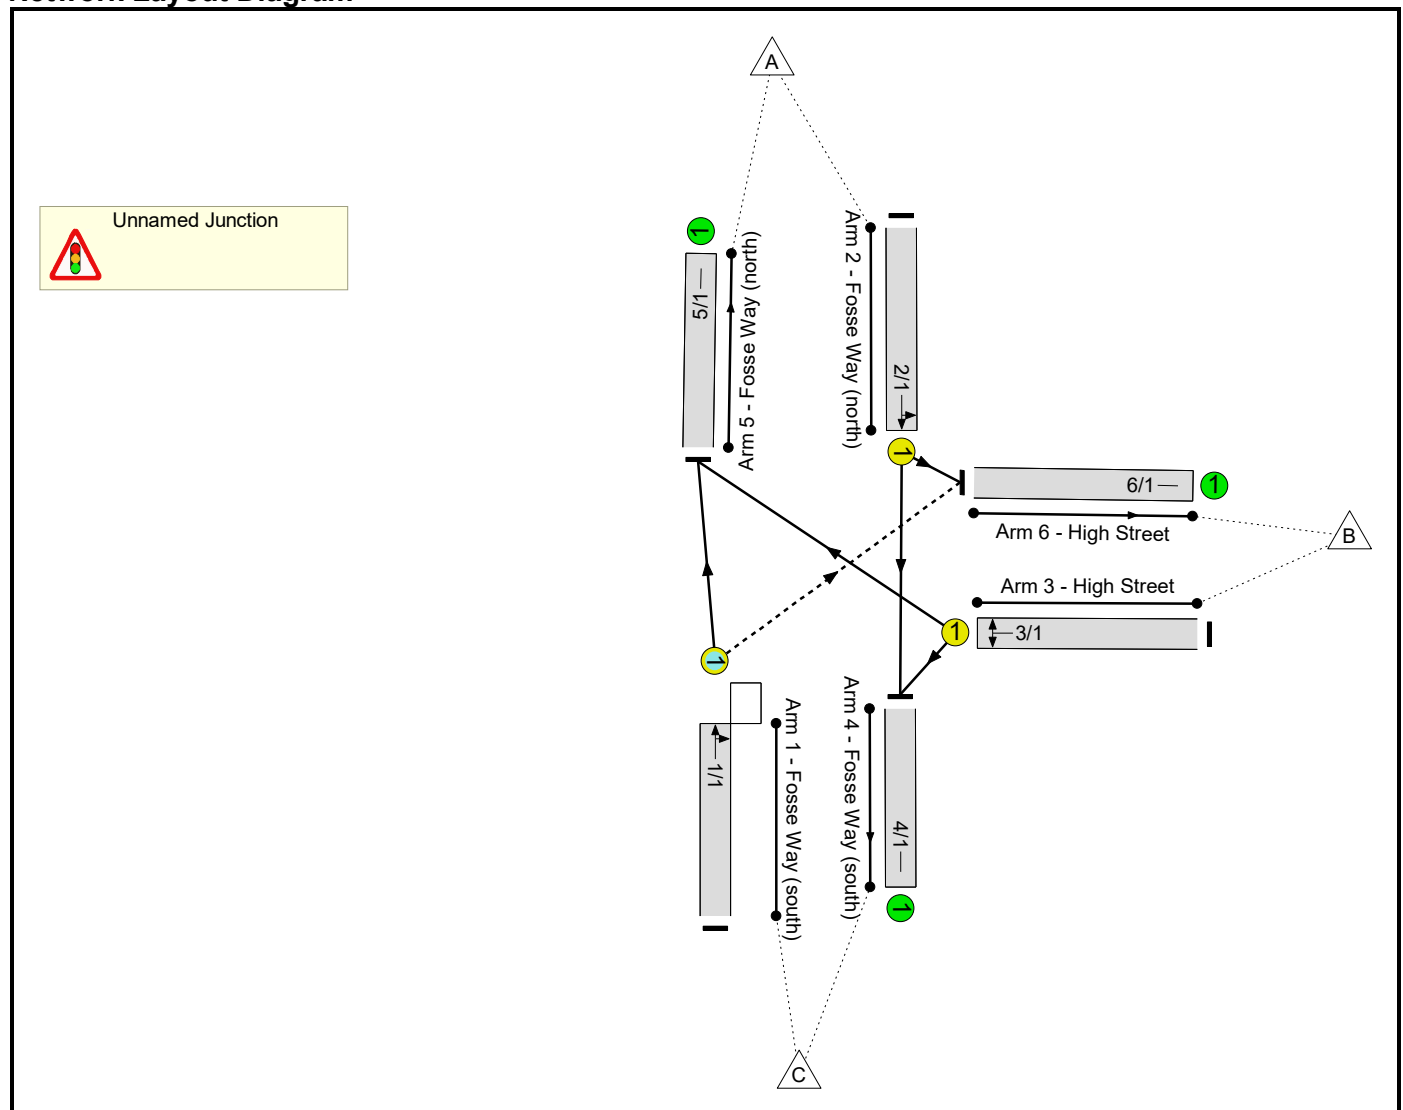 Network Layout Diagram
A
Unnamed Junction
1
5/1
Arm 5 - Fosse Way (north)
Arm 2 - Fosse Way (north)
2/1
1
6/1
1
Arm 6 - High Street
B
Arm 3 - High Street
1
3/1
1
1/1
Arm 1 - Fosse Way (south)
Arm 4 - Fosse Way (south)
4/1
1
C